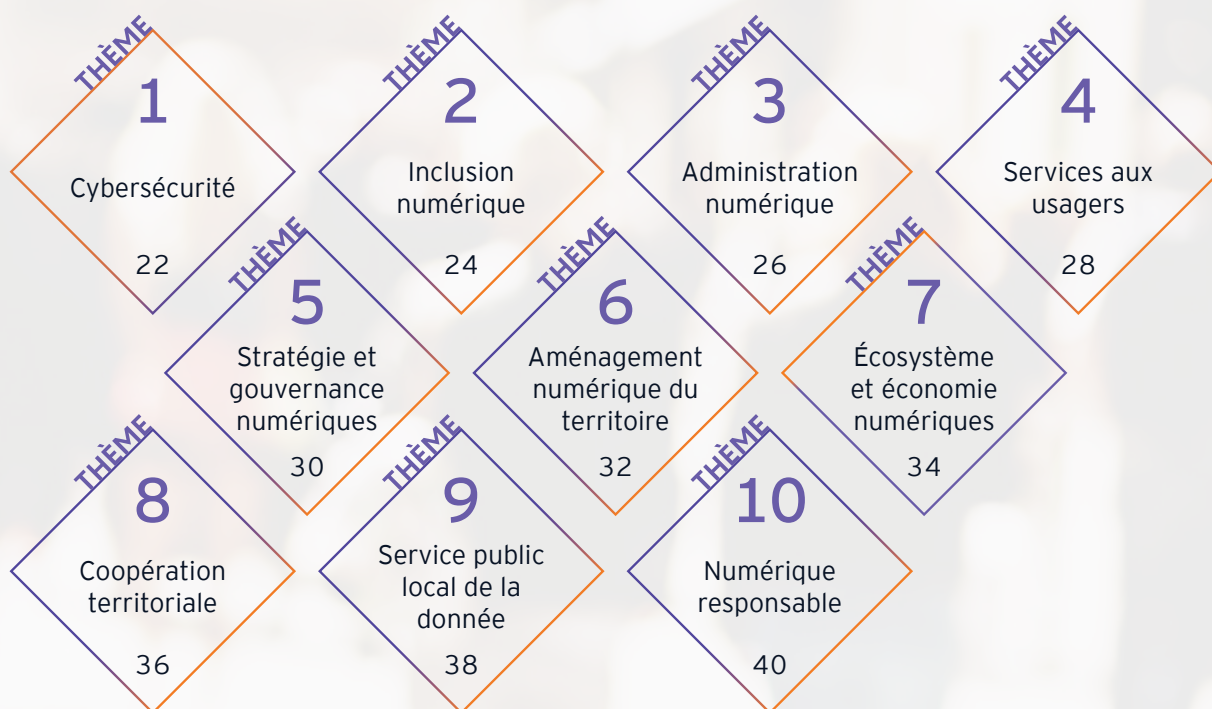 THÈME
1
Cybersécurité
22
THÈME
2
Inclusion
numérique
24
THÈME
3
Administration
numérique
26
THÈME
4
Services aux
usagers
28
THÈME
5
Stratégie et
gouvernance
numériques
30
THÈME
6
Aménagement
numérique du
territoire
32
THÈME
7
Écosystème
et économie
numériques
34
THÈME
8
Coopération
territoriale
36
THÈME
9
Service public
local de la
donnée
38
THÈME
10
Numérique
responsable
40